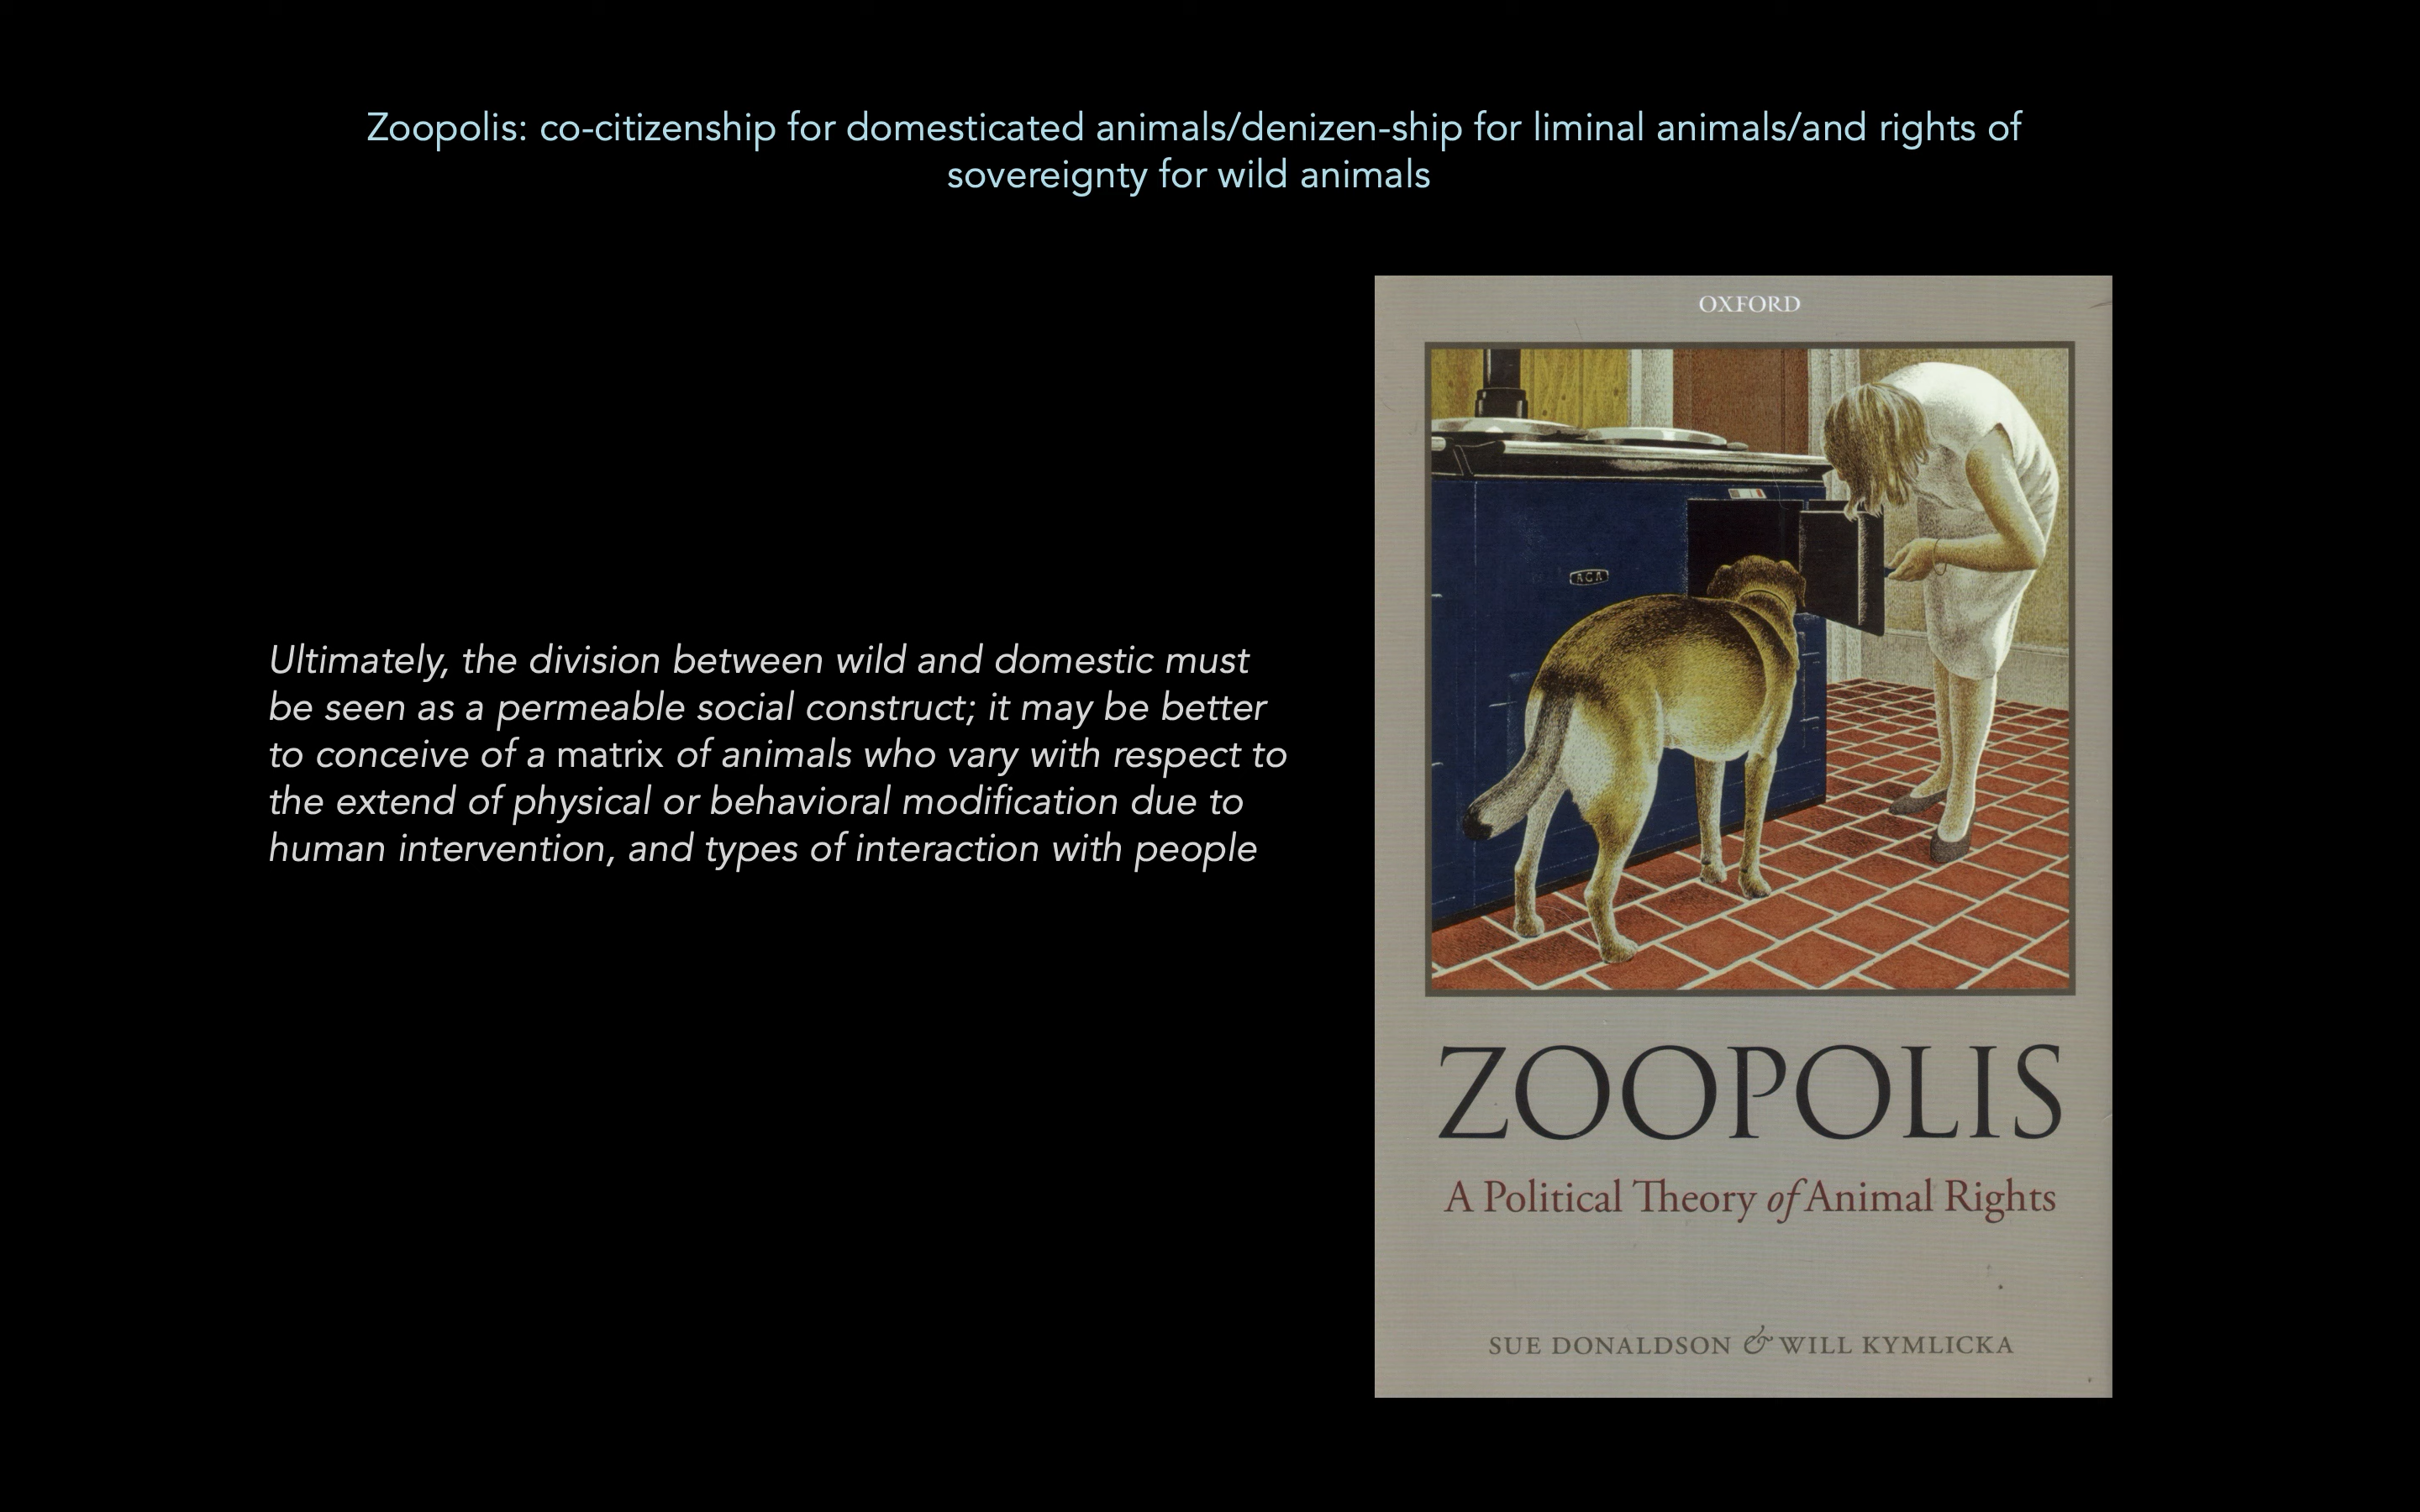 Zoopolis: co-citizenship for domesticated animals/denizen-ship for liminal animals/and rights of
sovereignty for wild animals
Ultimately, the division between wild and domestic must
be seen as a permeable social construct; it may be better
to conceive of a matrix of animals who vary with respect to
the extend of physical or behavioral modification due to
human intervention, and types of interaction with people
OXFORD
AGA
ZOOPOLIS
A Political Theory of Animal Rights
SUE DONALDSON & WILL KYMLICKA